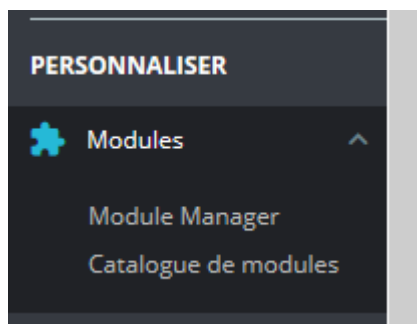 PERSONNALISER
Modules
Module Manager
Catalogue de modules